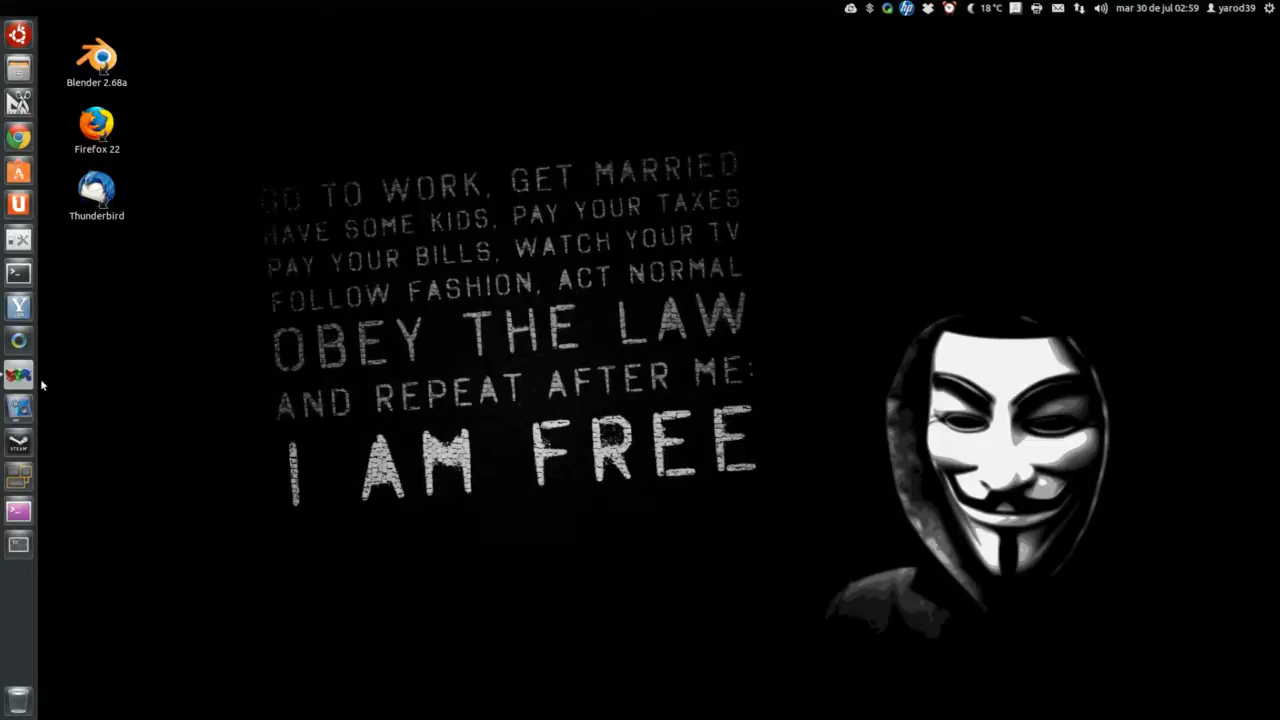 18 °C mar 30 de jul 02:59 yarod39
Blender 2.68a
Firefox 22
Thunderbird
GO TO WORK, GET MARRIED
HAVE SOME KIDS, PAY YOUR TAXES
PAY YOUR BILLS, WATCH YOUR TV
FOLLOW FASHION, ACT NORMAL
OBEY THE LAW
AND REPEAT AFTER ME:
I AM FREE
STEAM